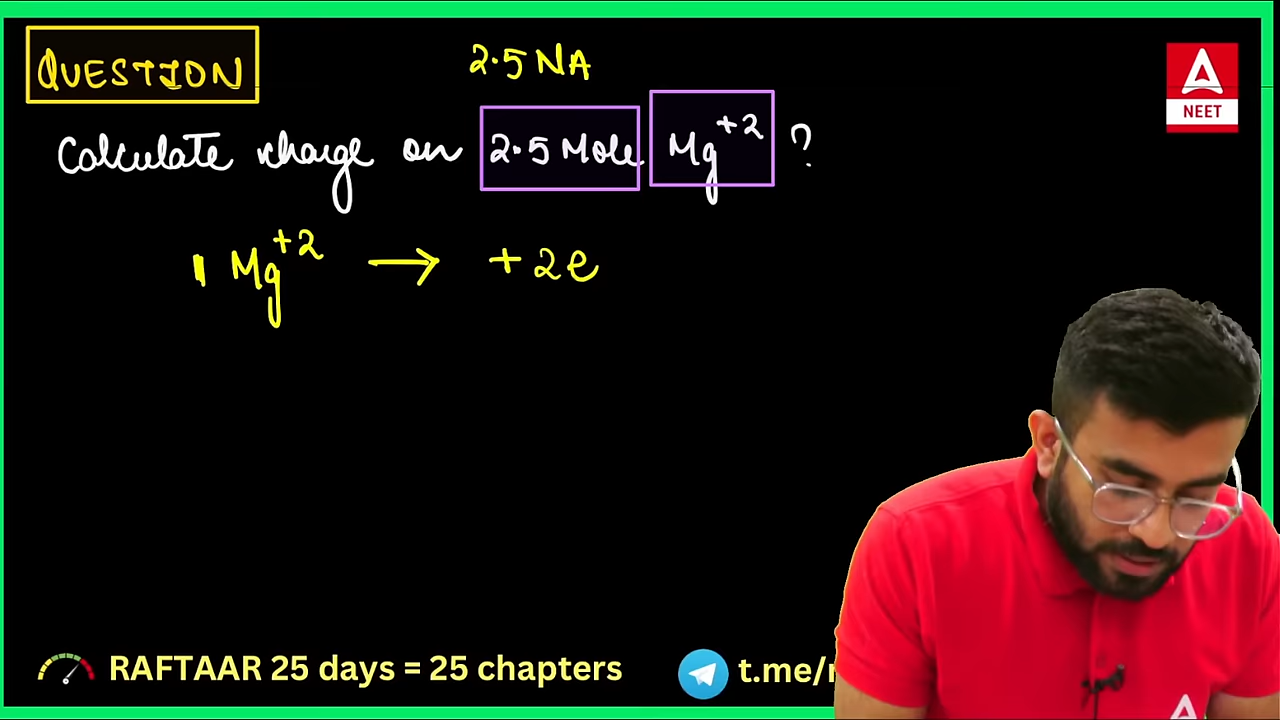 QUESTION
2.5 NA
Calculate charge on 2.5 Mole Mg+2 ?
1 Mg+2 → +2e
NEET
RAFTAAR 25 days = 25 chapters
t.me/